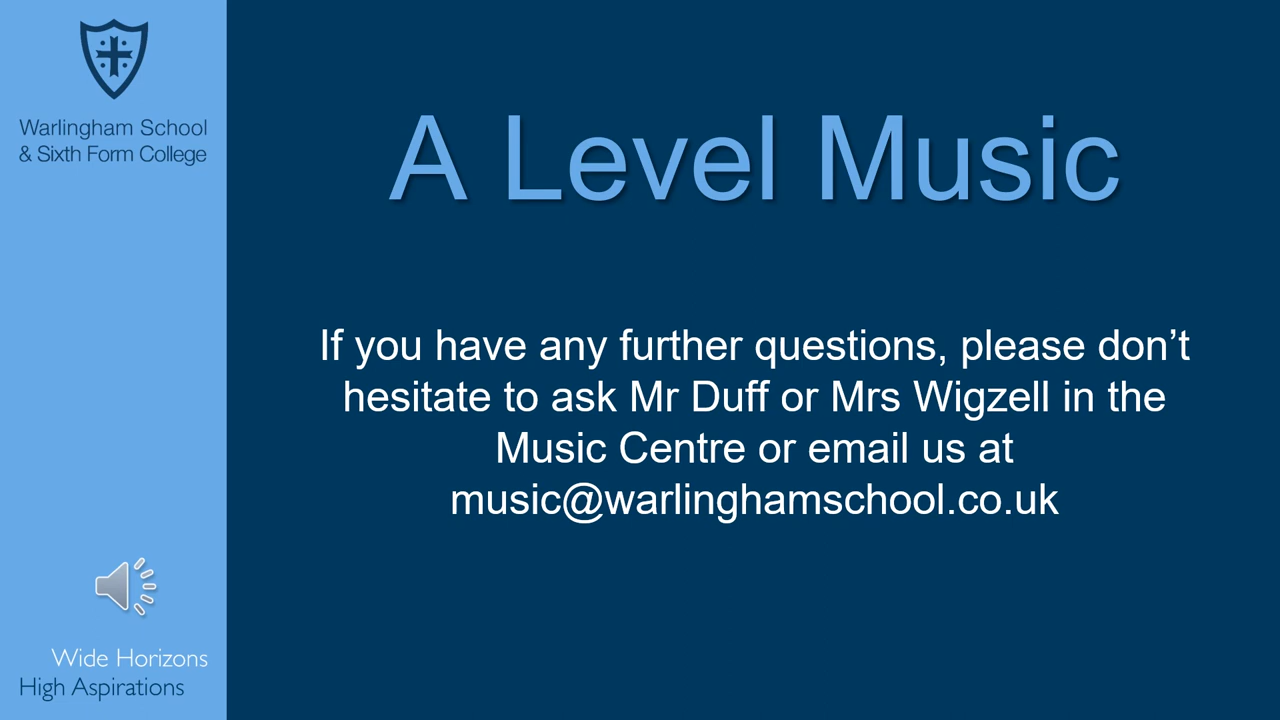 Warlingham School
& Sixth Form College
A Level Music
If you have any further questions, please don’t
hesitate to ask Mr Duff or Mrs Wigzell in the
Music Centre or email us at
music@warlinghamschool.co.uk
Wide Horizons
High Aspirations